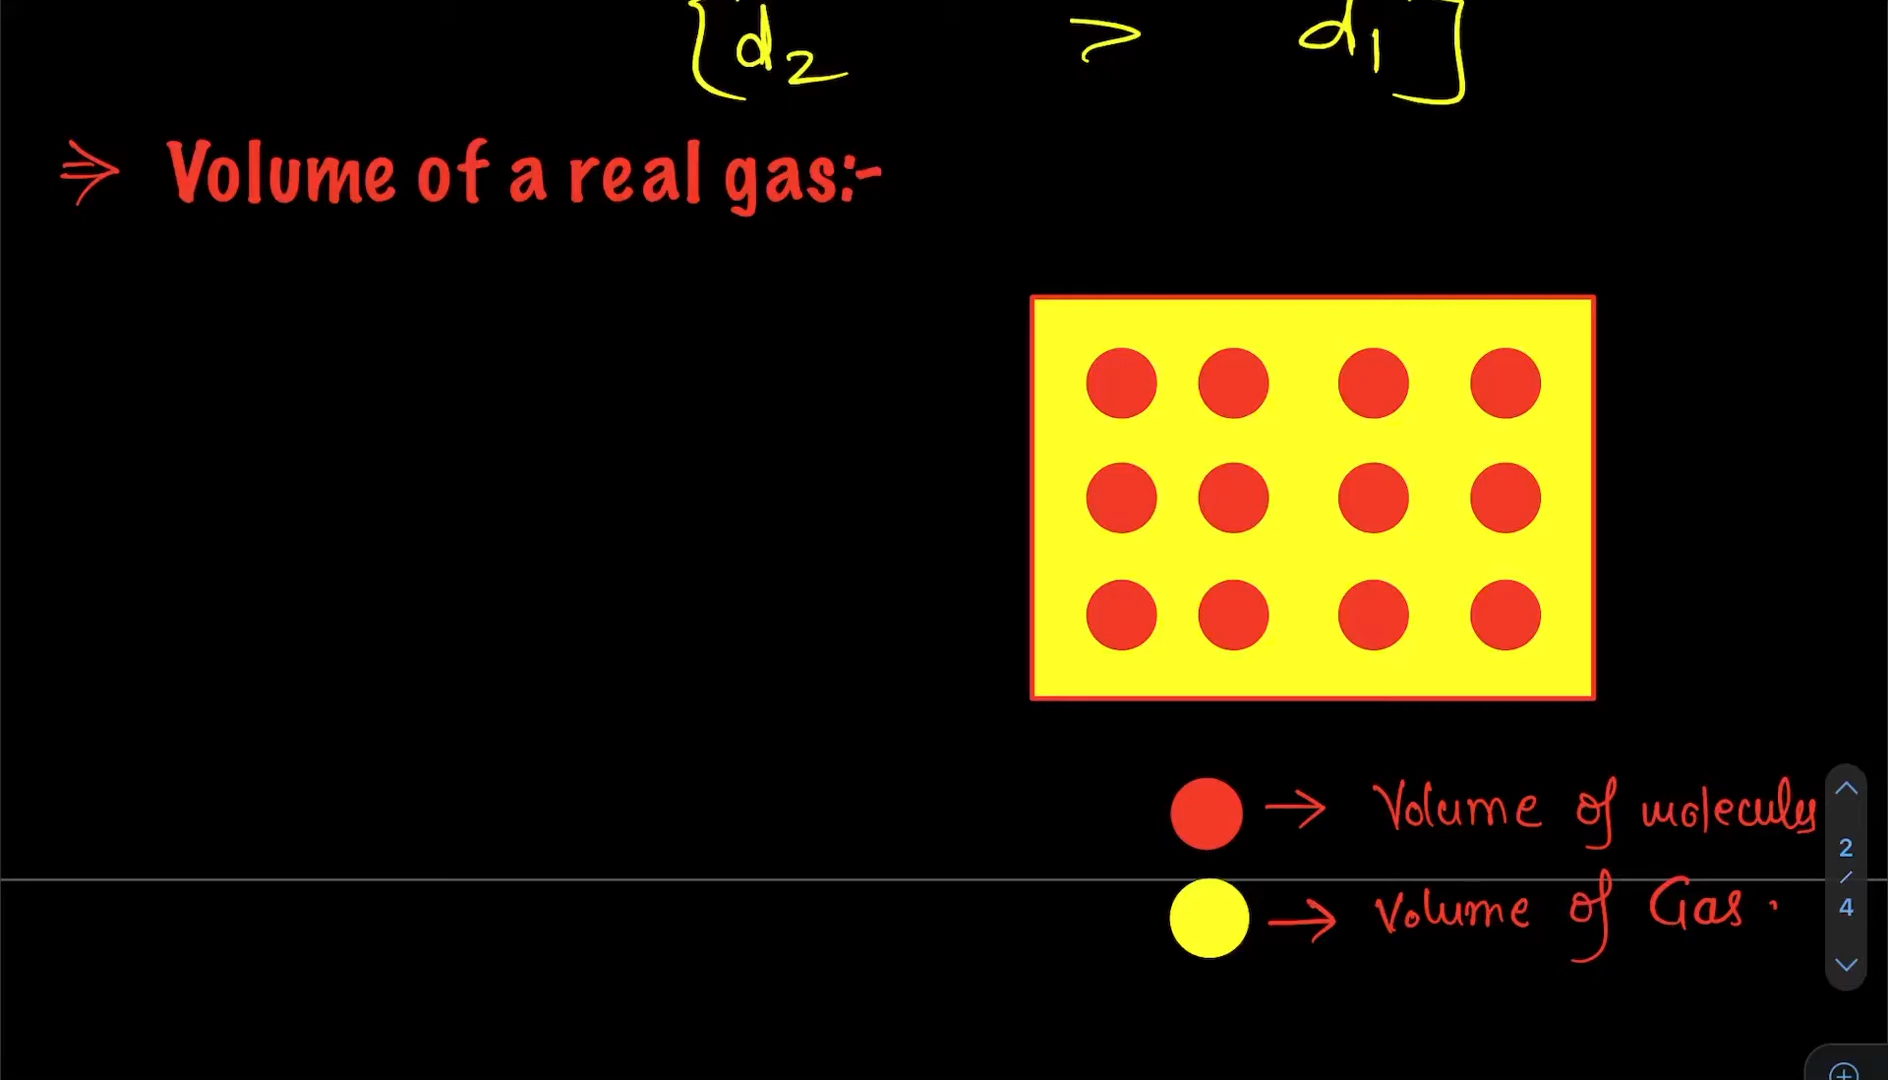 [d2 > d1]
⇒ Volume of a real gas:-
→ Volume of molecules
→ Volume of Gas.
2
/
4